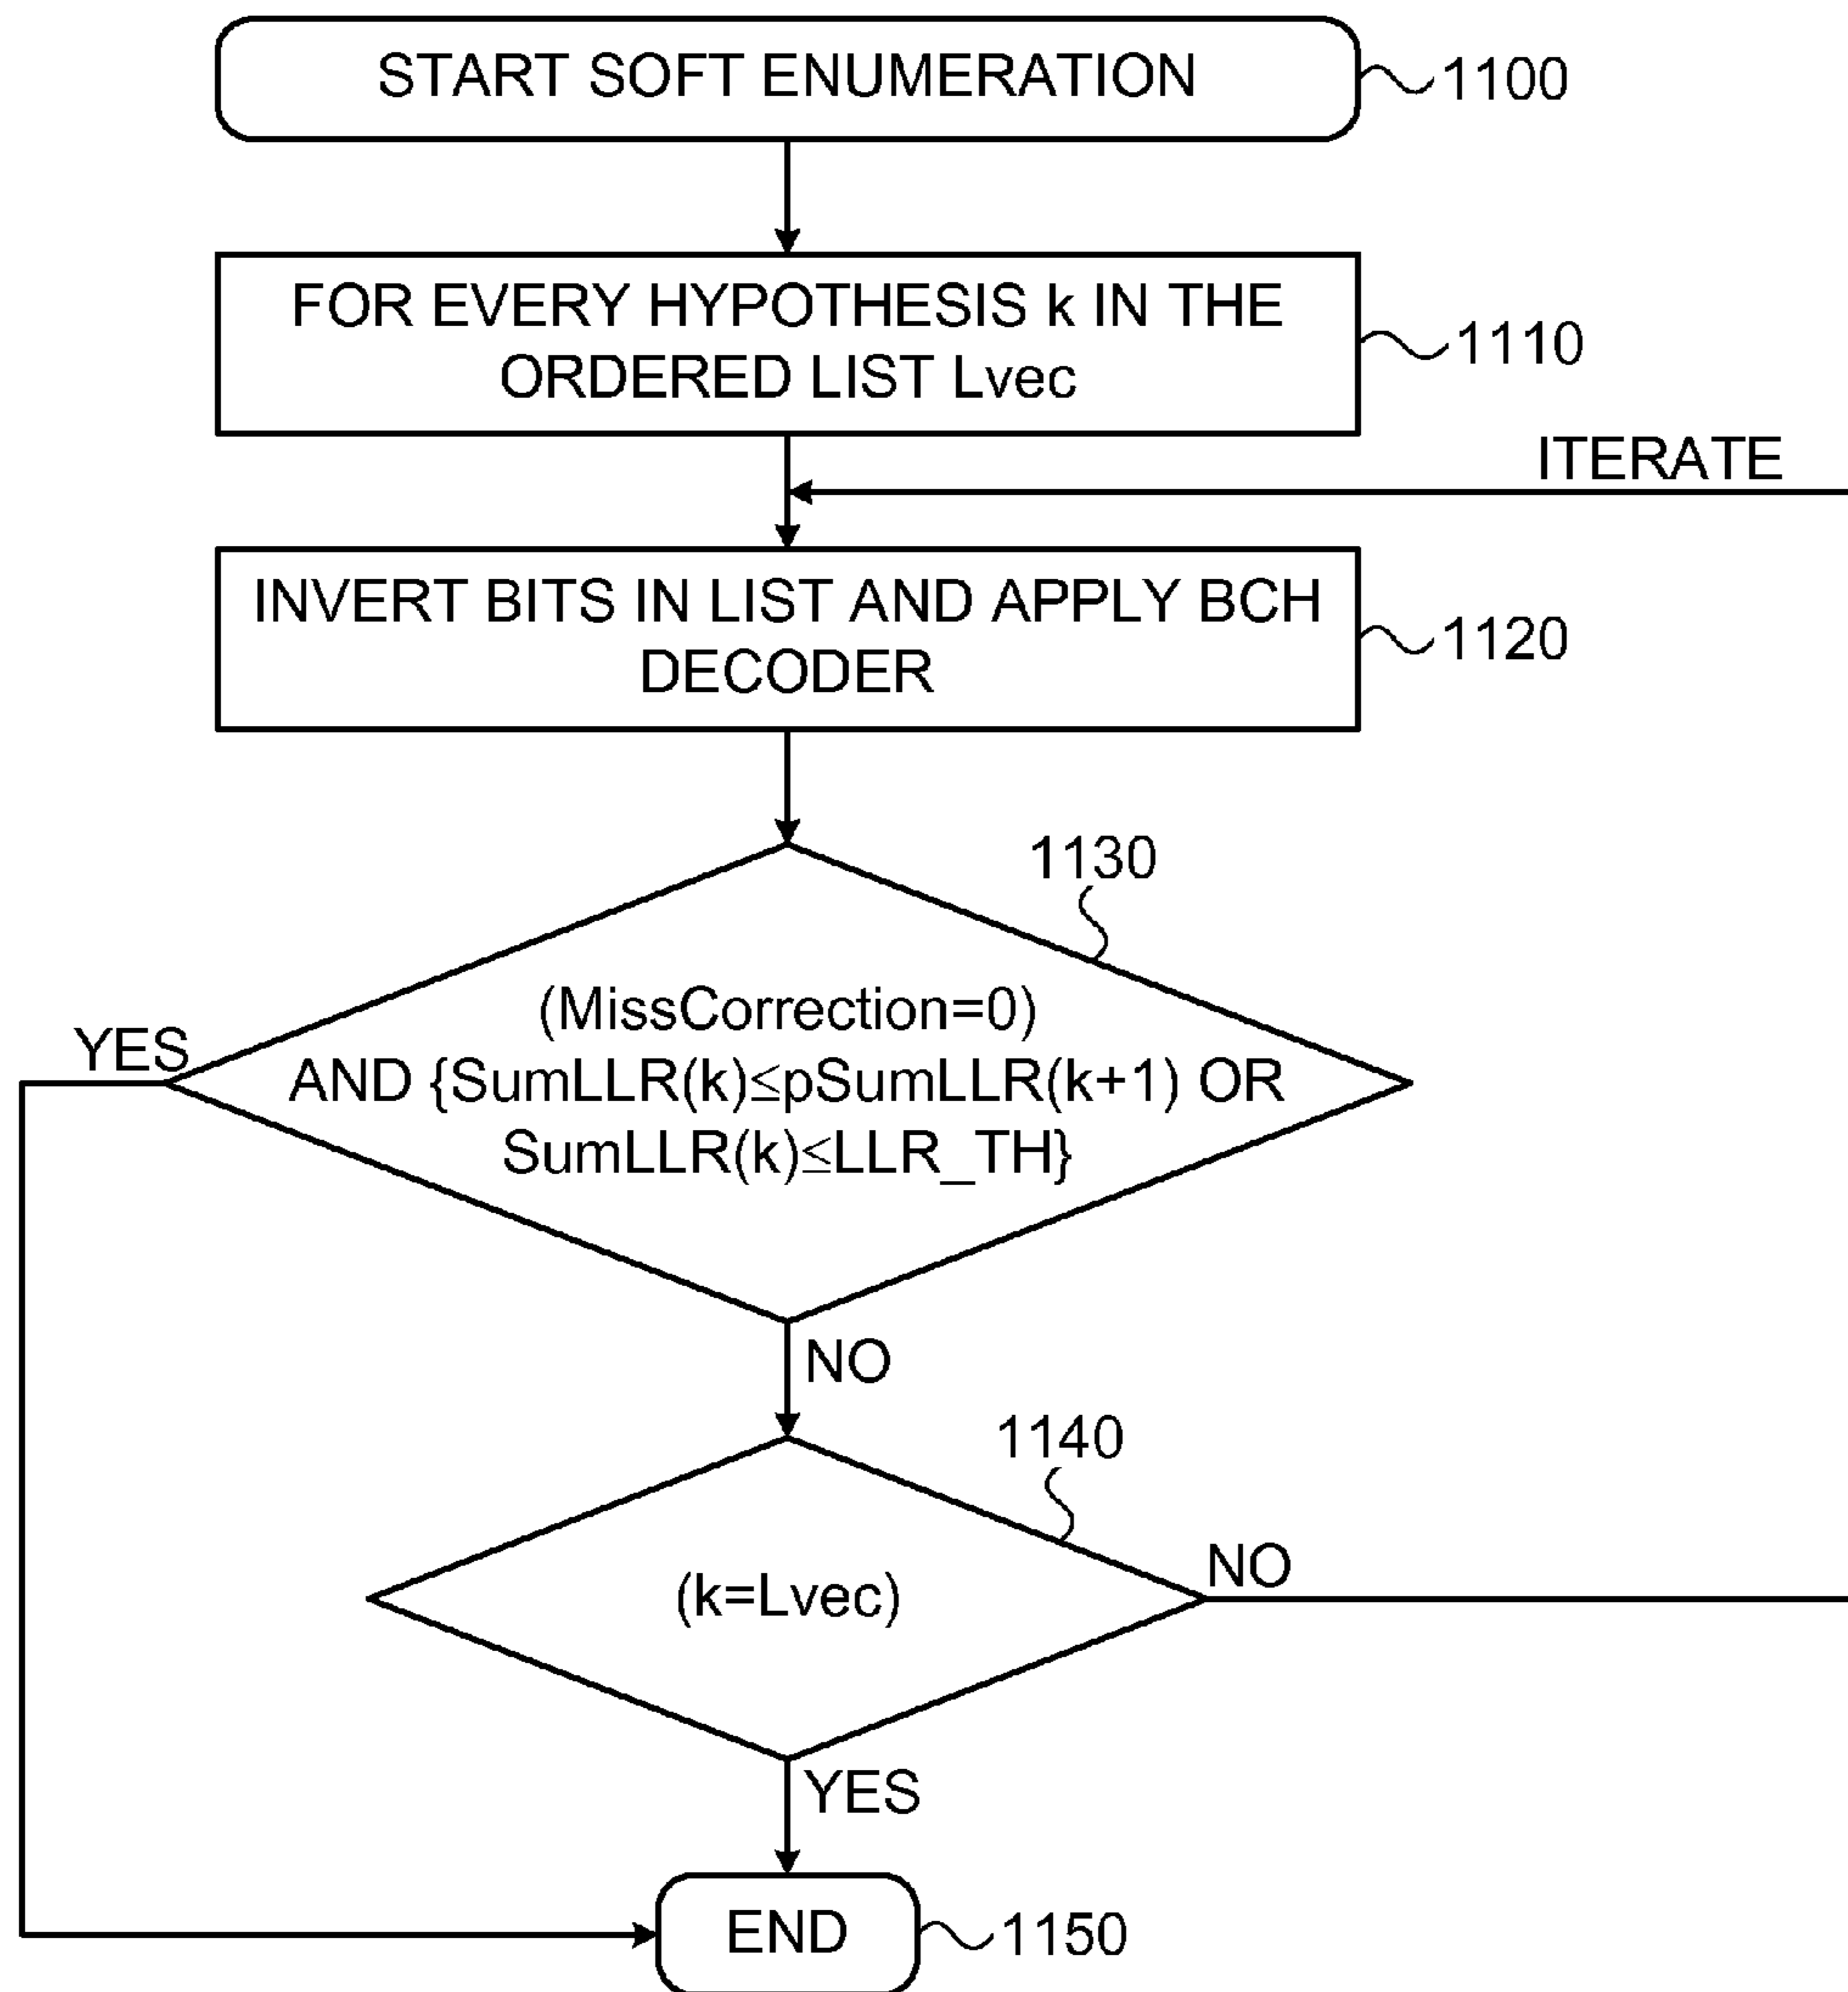 START SOFT ENUMERATION
1100
FOR EVERY HYPOTHESIS k IN THE
ORDERED LIST Lvec
1110
ITERATE
INVERT BITS IN LIST AND APPLY BCH
DECODER
1120
1130
(MissCorrection=0)
AND {SumLLR(k)≤pSumLLR(k+1) OR
SumLLR(k)≤LLR_TH}
YES
NO
1140
(k=Lvec)
NO
YES
END
1150